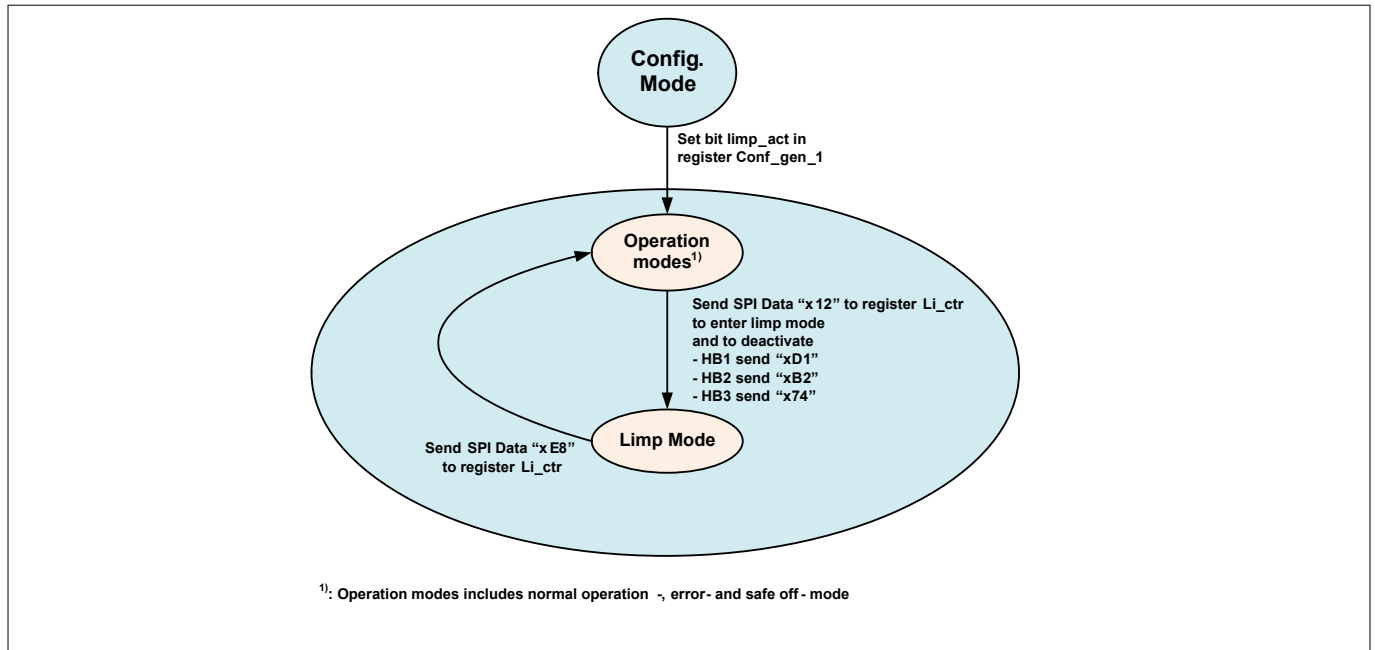 Config.
Mode
Set bit limp_act in
register Conf_gen_1
Operation
modes1)
Send SPI Data “x12” to register Li_ctr
to enter limp mode
and to deactivate
- HB1 send “xD1”
- HB2 send “xB2”
- HB3 send “x74”
Limp Mode
Send SPI Data “xE8”
to register Li_ctr
1): Operation modes includes normal operation -, error- and safe off - mode